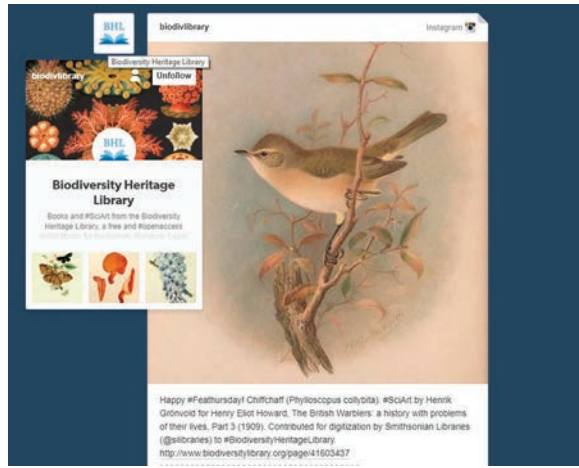 BHL
biodivlibrary
Instagram
Biodiversity Heritage Library
biodivlibrary
Unfollow
BHL
Biodiversity Heritage
Library
Books and #SciArt from the Biodiversity
Heritage Library, a free and #openaccess
Happy #Feathursday! Chiffchaff (Phylloscopus collybita). #SciArt by Henrik
Grönvold for Henry Eliot Howard, The British Warblers: a history with problems
of their lives, Part 3 (1909). Contributed for digitization by Smithsonian Libraries
(@silibraries) to #BiodiversityHeritageLibrary.
http://www.biodiversitylibrary.org/page/41603437